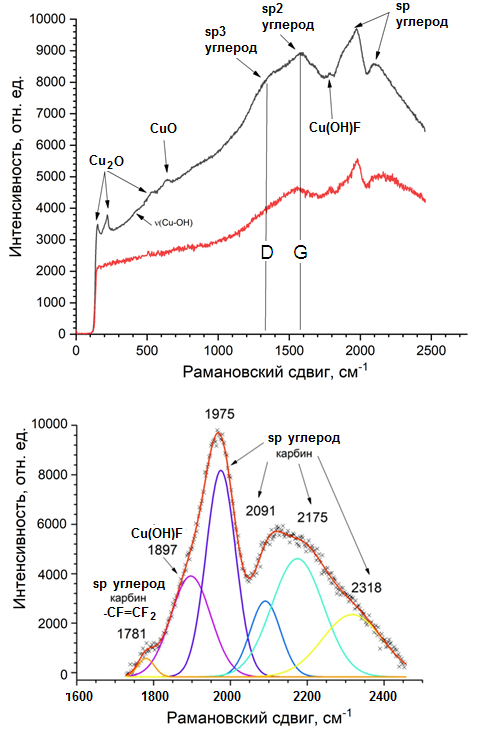 sp3
углерод
sp2
углерод
sp
углерод
Cu(OH)F
CuO
Cu2O
ν(Cu-OH)
D G
10000
9000
8000
7000
6000
5000
4000
3000
2000
1000
0
Интенсивность, отн. ед.
0 500 1000 1500 2000 2500
Рамановский сдвиг, см-1
1975
sp углерод
карбин
2091
2175
2318
Cu(OH)F
1897
sp углерод
карбин
-CF=CF2
1781
10000
8000
6000
4000
2000
0
Интенсивность, отн. ед.
1600 1800 2000 2200 2400
Рамановский сдвиг, см-1